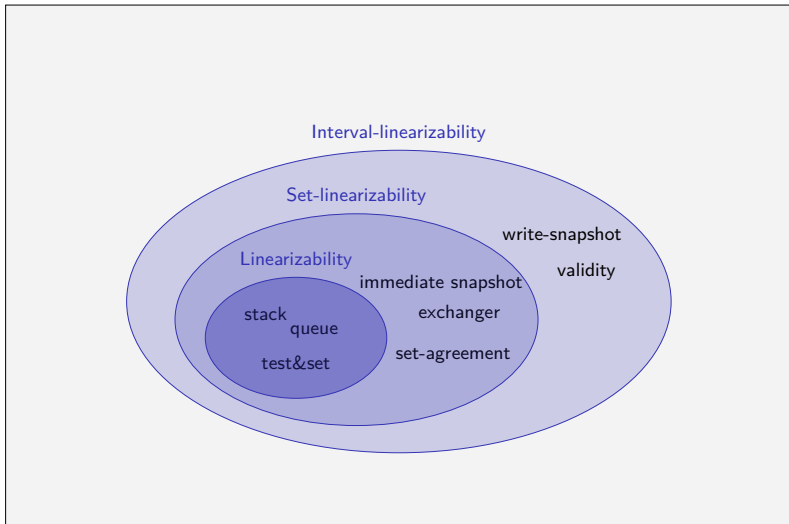 Interval-linearizability
Set-linearizability
write-snapshot
Linearizability
validity
immediate snapshot
stack
exchanger
queue
set-agreement
test&set